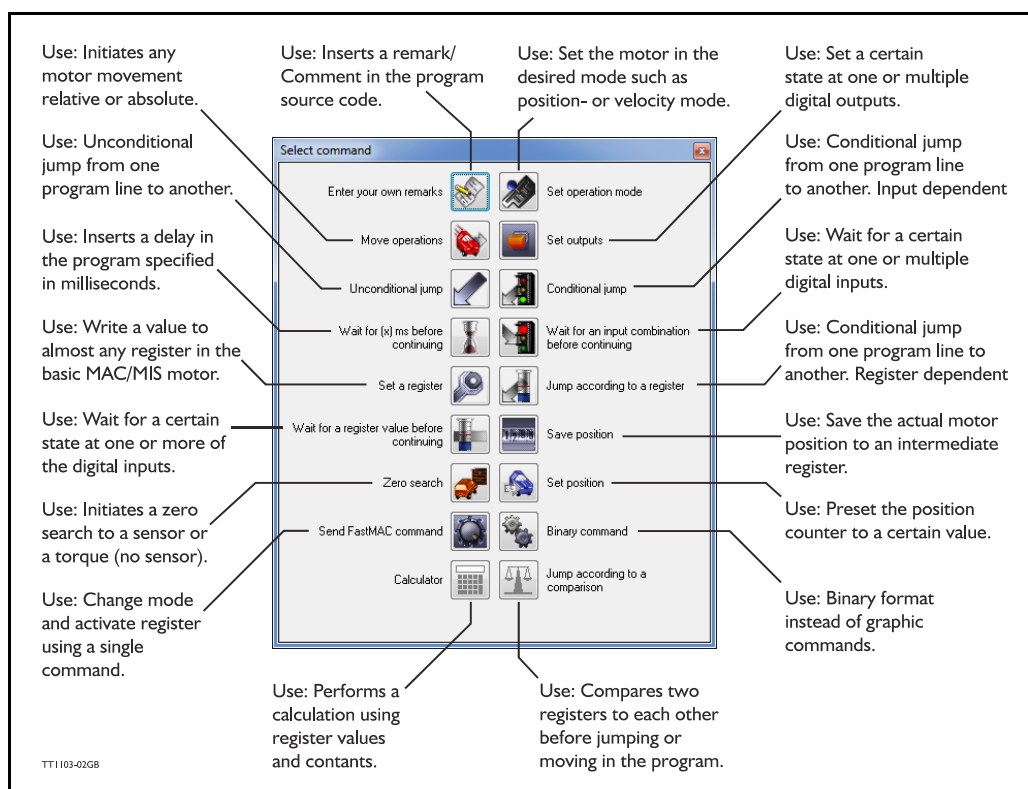 Use: Initiates any
motor movement
relative or absolute.
Use: Inserts a remark/
Comment in the program
source code.
Use: Set the motor in the
desired mode such as
position- or velocity mode.
Use: Set a certain
state at one or multiple
digital outputs.
Use: Unconditional
jump from one
program line to another.
Use: Conditional jump
from one program line
to another. Input dependent
Use: Inserts a delay in
the program specified
in milliseconds.
Use: Wait for a certain
state at one or multiple
digital inputs.
Use: Write a value to
almost any register in the
basic MAC/MIS motor.
Use: Conditional jump
from one program line to
another. Register dependent
Use: Wait for a certain
state at one or more of
the digital inputs.
Use: Save the actual motor
position to an intermediate
register.
Use: Initiates a zero
search to a sensor or
a torque (no sensor).
Use: Preset the position
counter to a certain value.
Use: Change mode
and activate register
using a single
command.
Use: Binary format
instead of graphic
commands.
Select command
Enter your own remarks
Set operation mode
Move operations
Set outputs
Unconditional jump
Conditional jump
Wait for (x) ms before
continuing
Wait for an input combination
before continuing
Set a register
Jump according to a register
Wait for a register value before
continuing
Save position
Zero search
Set position
Send FastMAC command
Binary command
Calculator
Jump according to a
comparison
Use: Performs a
calculation using
register values
and contants.
Use: Compares two
registers to each other
before jumping or
moving in the program.
TT1103-02GB